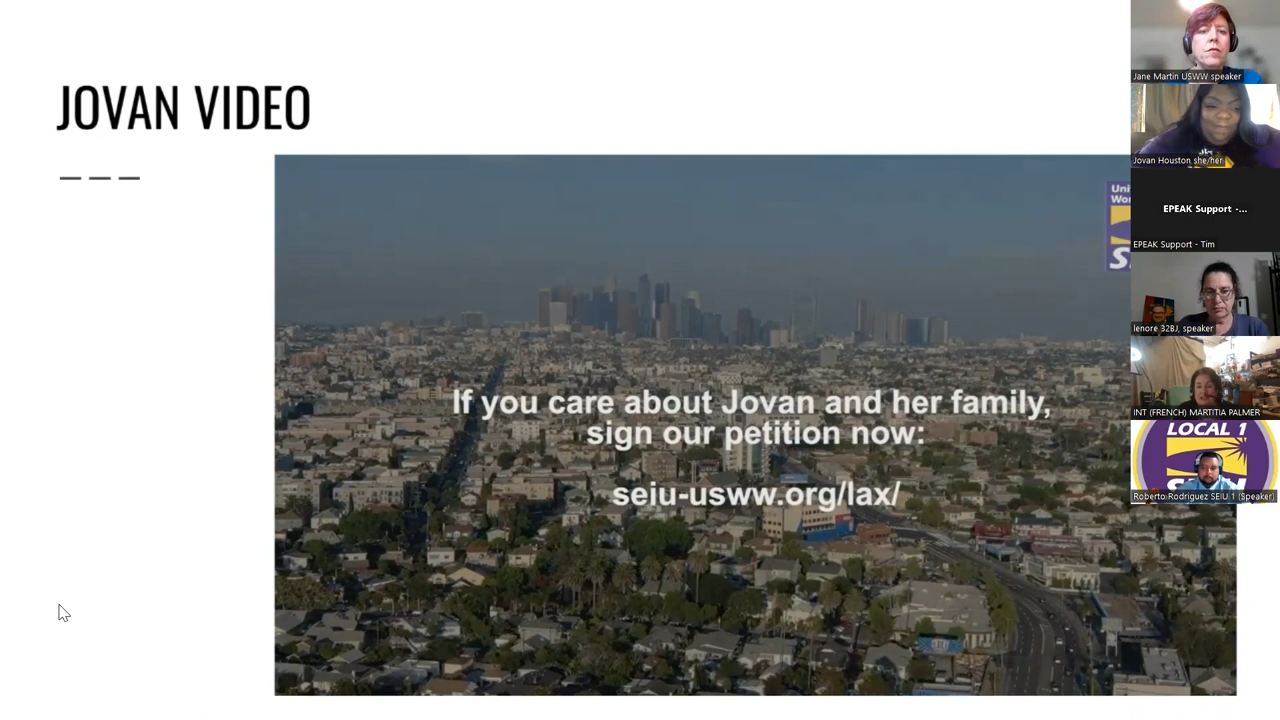 JOVAN VIDEO
If you care about Jovan and her family,
sign our petition now:
seiu-usww.org/lax/
Jane Martin USWW speaker
Jovan Houston she/her
EPEAK Support -...
EPEAK Support - Tim
lenore 32BJ, speaker
INT (FRENCH) MARTITIA PALMER
LOCAL 1
Roberto Rodriguez SEIU 1 (Speaker)